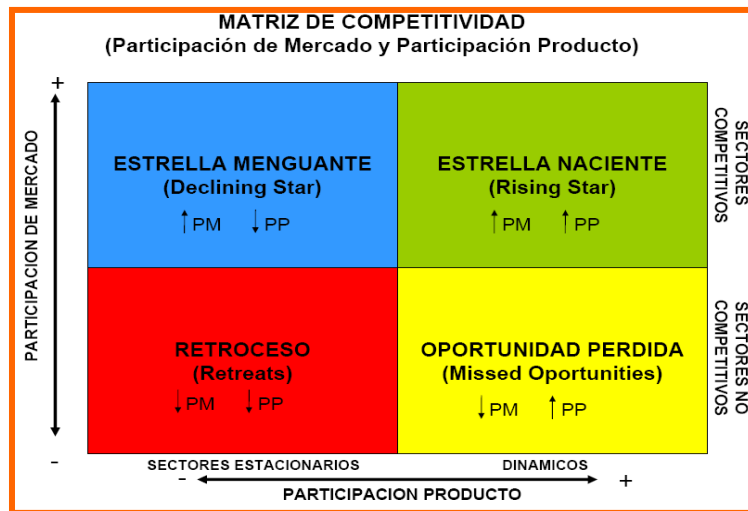 MATRIZ DE COMPETITIVIDAD
(Participación de Mercado y Participación Producto)
+
PARTICIPACION DE MERCADO
-
ESTRELLA MENGUANTE
(Declining Star)
↑ PM ↓ PP
ESTRELLA NACIENTE
(Rising Star)
↑ PM ↑ PP
SECTORES
COMPETITIVOS
RETROCESO
(Retreats)
↓ PM ↓ PP
OPORTUNIDAD PERDIDA
(Missed Oportunities)
↓ PM ↑ PP
SECTORES NO
COMPETITIVOS
SECTORES ESTACIONARIOS
DINAMICOS
- +
PARTICIPACION PRODUCTO